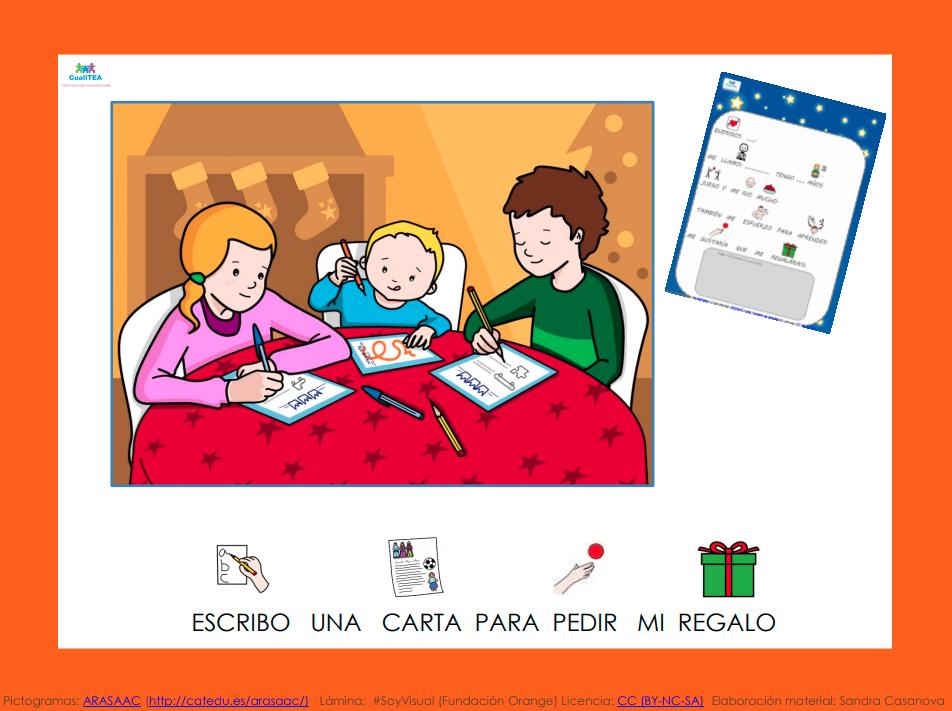 CualiTEA
QUERIDOS
ME LLAMO TENGO AÑOS
JUEGO Y ME RIO MUCHO.
TAMBIÉN ME ESFUERZO PARA APRENDER.
ME GUSTARÍA QUE ME REGALARAIS:
ESCRIBO UNA CARTA PARA PEDIR MI REGALO
Pictogramas: ARASAAC (http://catedu.es/arasaac/) Lámina: #SoyVisual (Fundación Orange) Licencia: CC (BY-NC-SA) Elaboración material: Sandra Casanova